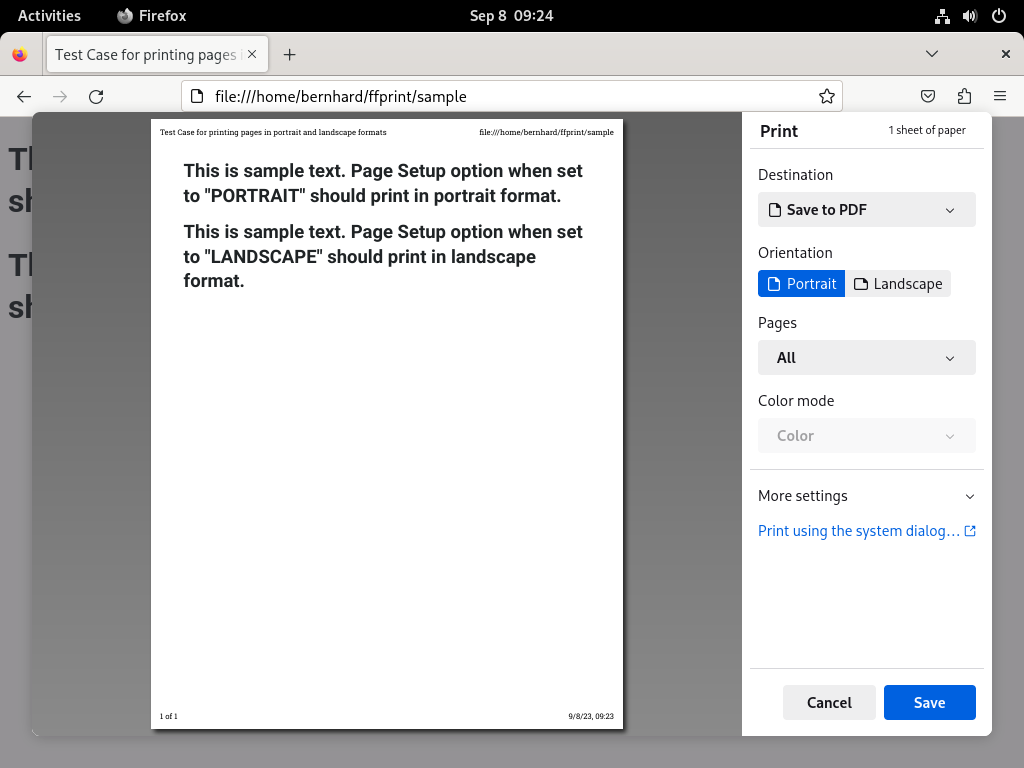 Activities Firefox Sep 8 09:24
Test Case for printing pages i
file:///home/bernhard/ffprint/sample
Test Case for printing pages in portrait and landscape formats file:///home/bernhard/ffprint/sample
This is sample text. Page Setup option when set
to "PORTRAIT" should print in portrait format.
This is sample text. Page Setup option when set
to "LANDSCAPE" should print in landscape
format.
1 of 1 9/8/23, 09:23
Print 1 sheet of paper
Destination
Save to PDF
Orientation
Portrait Landscape
Pages
All
Color mode
Color
More settings
Print using the system dialog...
Cancel Save